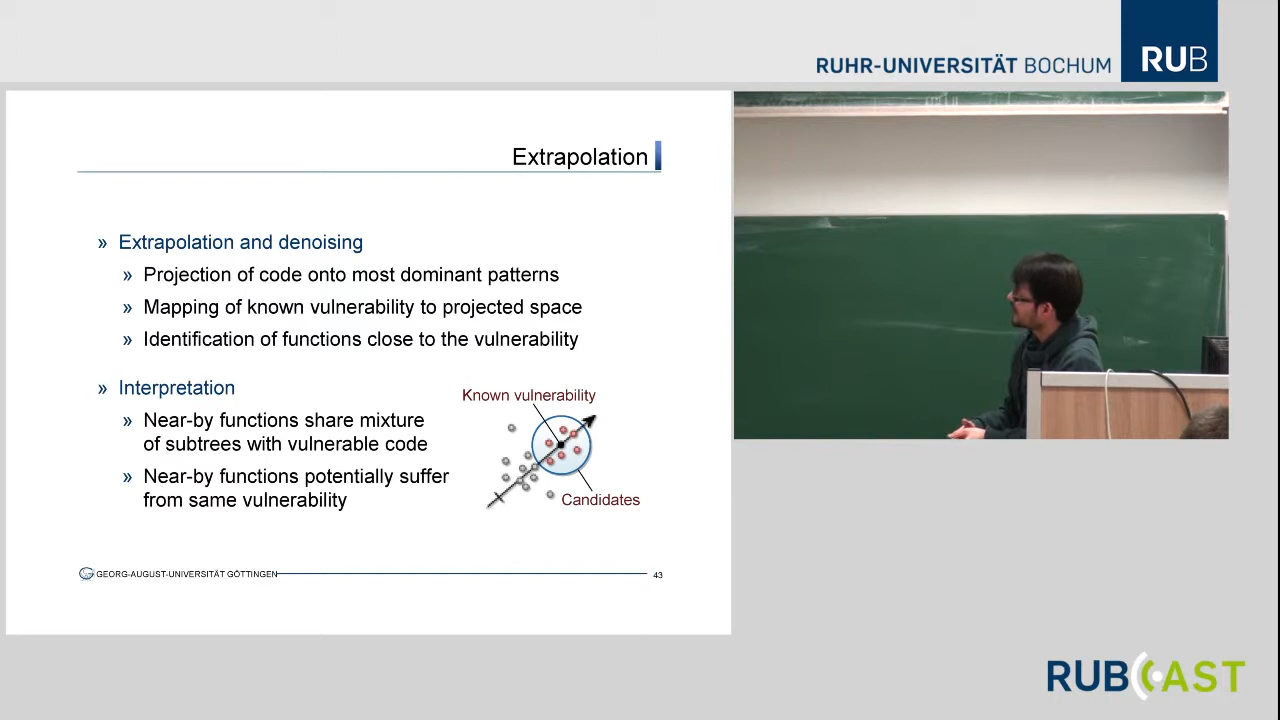 RUHR-UNIVERSITÄT BOCHUM
RUB
Extrapolation
» Extrapolation and denoising
» Projection of code onto most dominant patterns
» Mapping of known vulnerability to projected space
» Identification of functions close to the vulnerability
» Interpretation
» Near-by functions share mixture
of subtrees with vulnerable code
» Near-by functions potentially suffer
from same vulnerability
Known vulnerability
Candidates
GEORG-AUGUST-UNIVERSITÄT GÖTTINGEN
43
RUBCAST